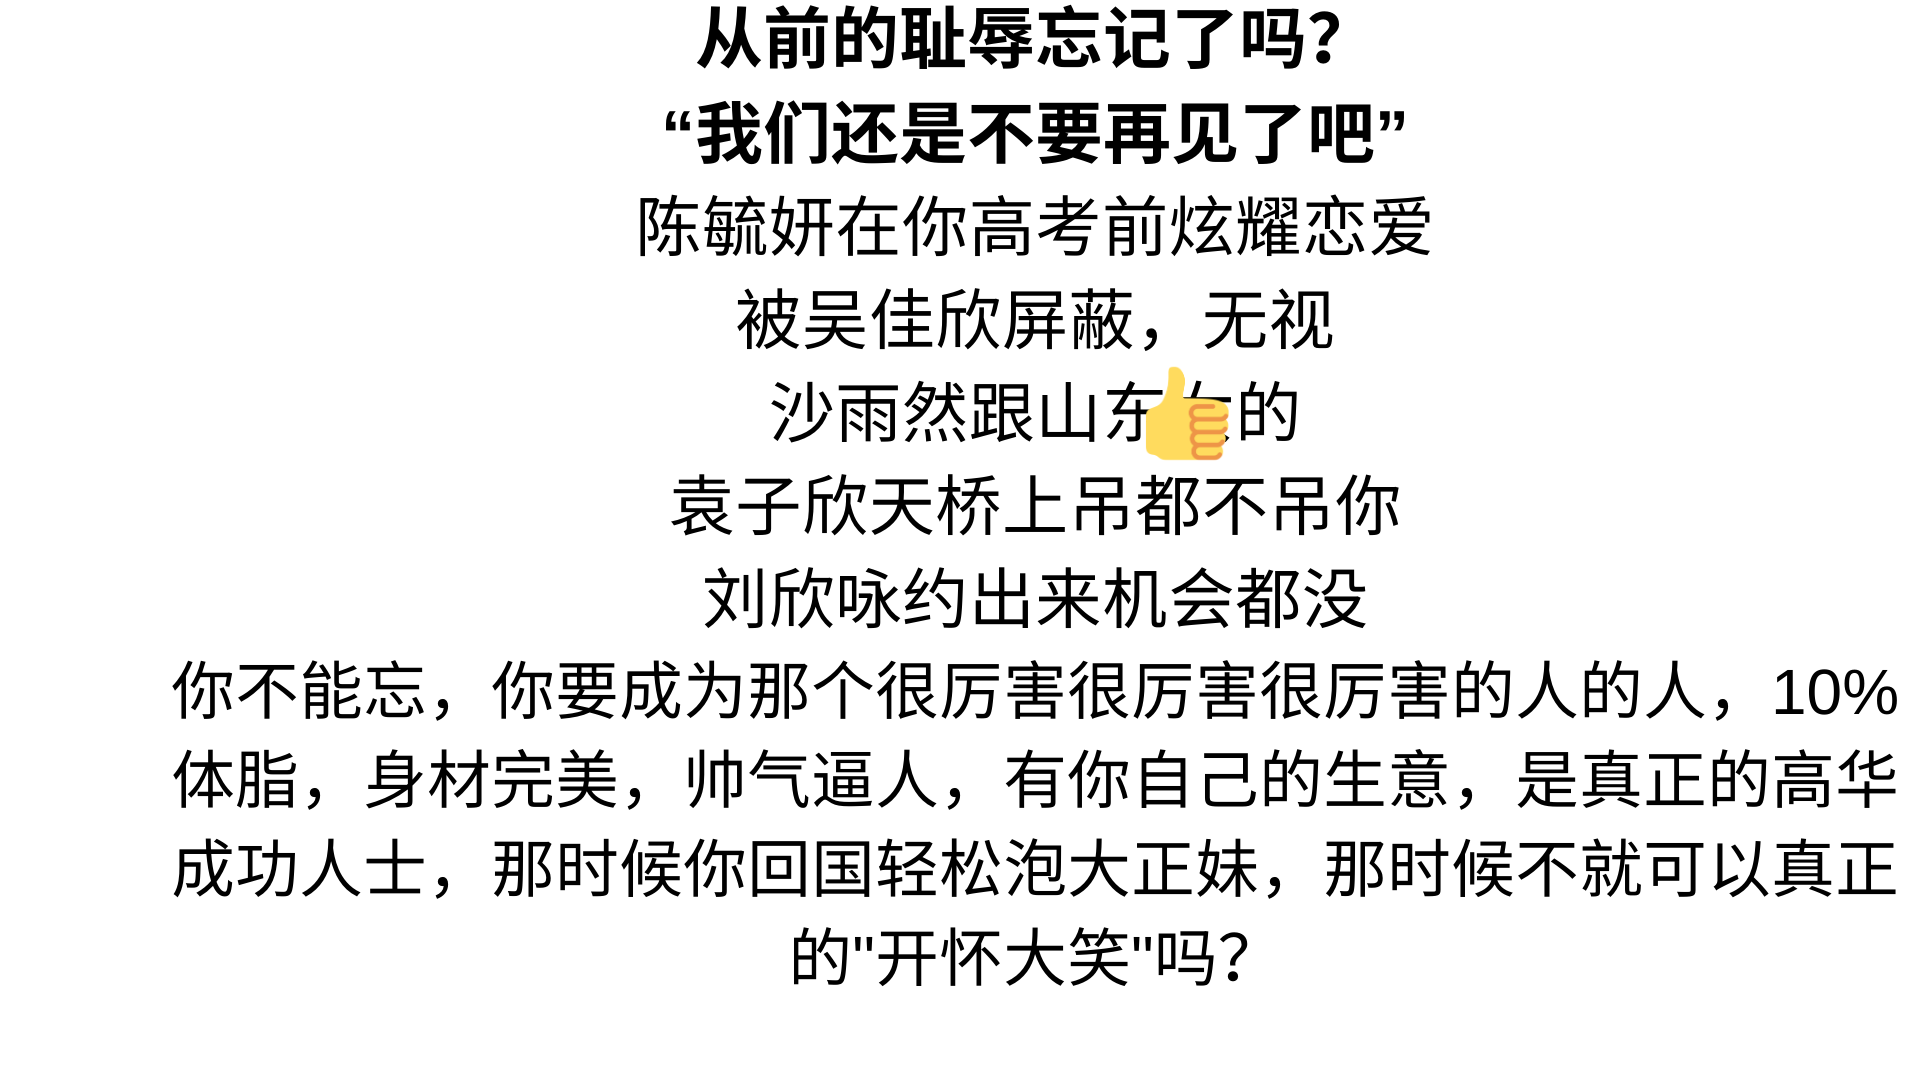 从前的耻辱忘记了吗？
“我们还是不要再见了吧”
陈毓妍在你高考前炫耀恋爱
被吴佳欣屏蔽，无视
沙雨然跟山东的
袁子欣天桥上吊都不吊你
刘欣咏约出来机会都没
你不能忘，你要成为那个很厉害很厉害很厉害的人的人，10%
体脂，身材完美，帅气逼人，有你自己的生意，是真正的高华
成功人士，那时候你回国轻松泡大正妹，那时候不就可以真正
的"开怀大笑"吗？